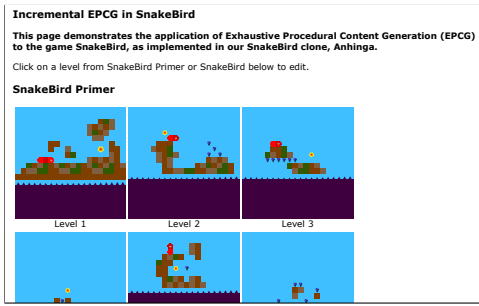 Incremental EPCG in SnakeBird
This page demonstrates the application of Exhaustive Procedural Content Generation (EPCG)
to the game SnakeBird, as implemented in our SnakeBird clone, Anhinga.
Click on a level from SnakeBird Primer or SnakeBird below to edit.
SnakeBird Primer
Level 1 Level 2 Level 3